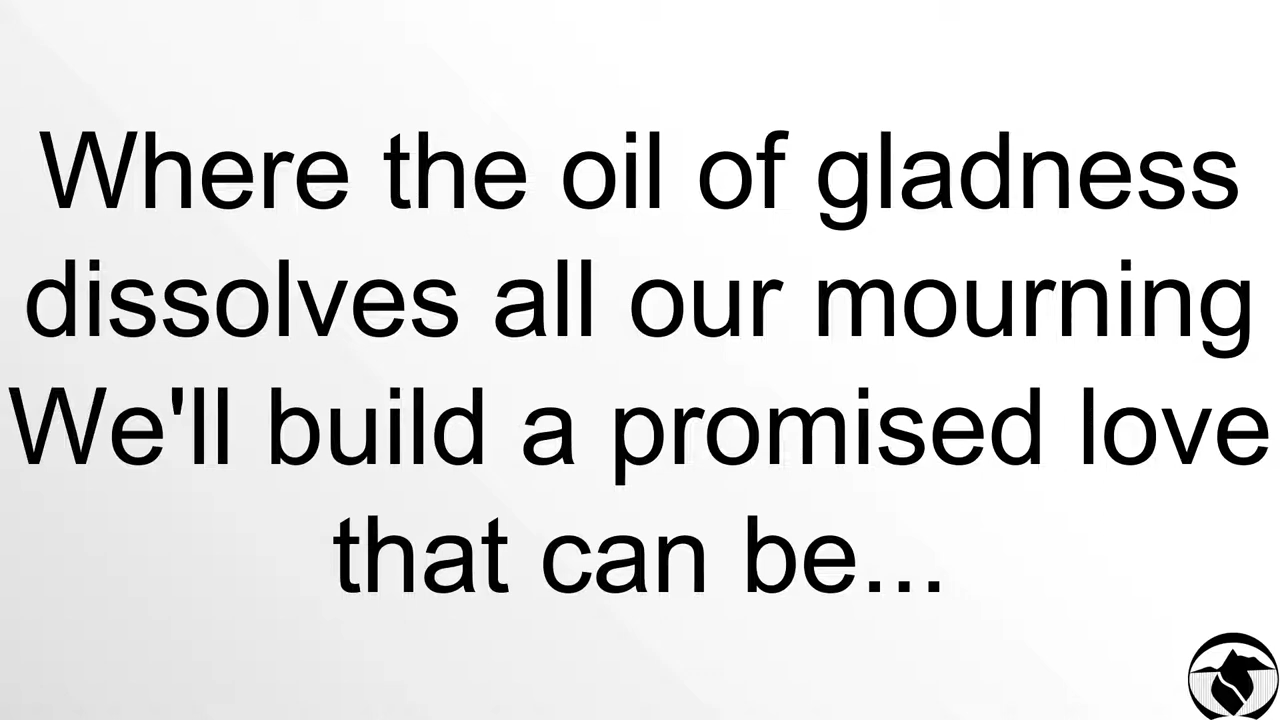 Where the oil of gladness
dissolves all our mourning
We'll build a promised love
that can be...